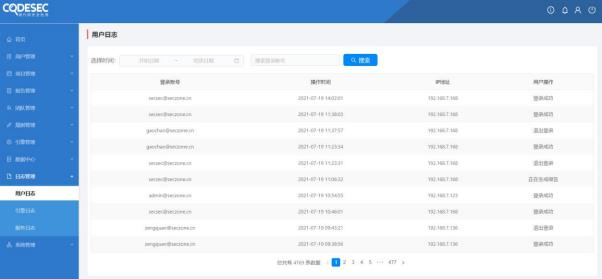 CODESEC
用户日志
首页
用户管理
项目管理
报告管理
团队管理
规则管理
引擎管理
数据中心
日志管理
用户日志
引擎日志
服务日志
系统管理
选择时间: 开始日期 ~ 结束日期 搜索登录账号 搜索
登录账号 操作时间 IP地址 用户操作
secsec@seczone.cn 2021-07-19 14:02:01 192.168.7.160 登录成功
secsec@seczone.cn 2021-07-19 11:38:03 192.168.7.160 登录成功
gaochao@seczone.cn 2021-07-19 11:37:57 192.168.7.160 退出登录
gaochao@seczone.cn 2021-07-19 11:23:34 192.168.7.160 登录成功
secsec@seczone.cn 2021-07-19 11:23:31 192.168.7.160 退出登录
secsec@seczone.cn 2021-07-19 11:06:32 192.168.7.160 正在生成报告
admin@seczone.cn 2021-07-19 10:54:05 192.168.7.123 登录成功
secsec@seczone.cn 2021-07-19 10:46:01 192.168.7.160 登录成功
zengquan@seczone.cn 2021-07-19 09:43:21 192.168.7.136 退出登录
zengquan@seczone.cn 2021-07-19 09:39:56 192.168.7.136 登录成功
总共有 4769 条数据 < 1 2 3 4 5 ··· 477 >